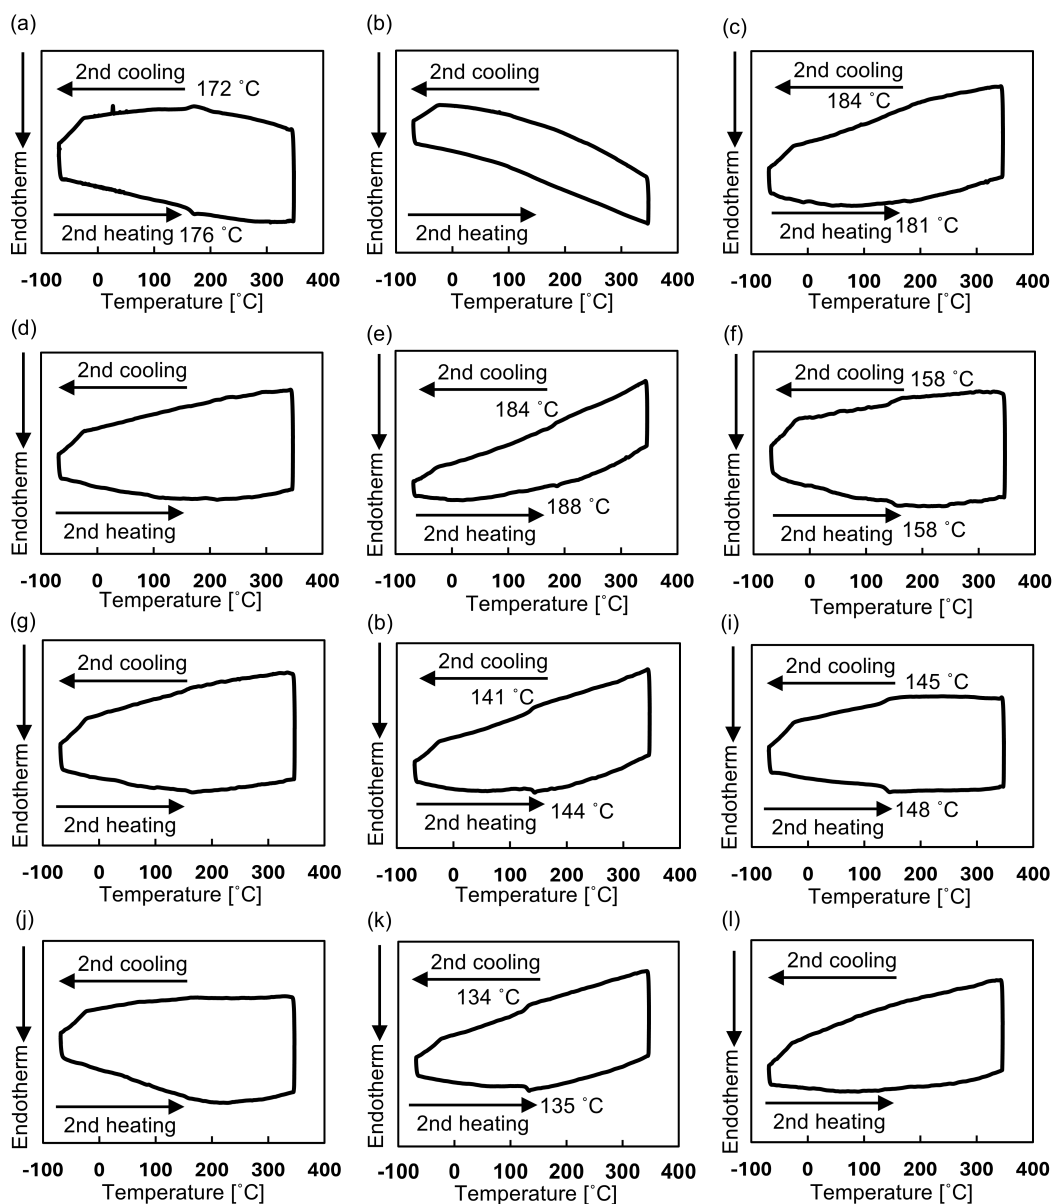 (a)
2nd cooling
172 ˚C
Endotherm
2nd heating 176 ˚C
-100 0 100 200 300 400
Temperature [˚C]
(b)
2nd cooling
Endotherm
2nd heating
-100 0 100 200 300 400
Temperature [˚C]
(c)
2nd cooling
184 ˚C
Endotherm
2nd heating 181 ˚C
-100 0 100 200 300 400
Temperature [˚C]
(d)
2nd cooling
Endotherm
2nd heating
-100 0 100 200 300 400
Temperature [˚C]
(e)
2nd cooling
184 ˚C
Endotherm
188 ˚C
2nd heating
-100 0 100 200 300 400
Temperature [˚C]
(f)
2nd cooling 158 ˚C
Endotherm
2nd heating 158 ˚C
-100 0 100 200 300 400
Temperature [˚C]
(g)
2nd cooling
Endotherm
2nd heating
-100 0 100 200 300 400
Temperature [˚C]
(b)
2nd cooling
141 ˚C
Endotherm
144 ˚C
2nd heating
-100 0 100 200 300 400
Temperature [˚C]
(i)
2nd cooling 145 ˚C
Endotherm
148 ˚C
2nd heating
-100 0 100 200 300 400
Temperature [˚C]
(j)
2nd cooling
Endotherm
2nd heating
-100 0 100 200 300 400
Temperature [˚C]
(k)
2nd cooling
134 ˚C
Endotherm
135 ˚C
2nd heating
-100 0 100 200 300 400
Temperature [˚C]
(l)
2nd cooling
Endotherm
2nd heating
-100 0 100 200 300 400
Temperature [˚C]